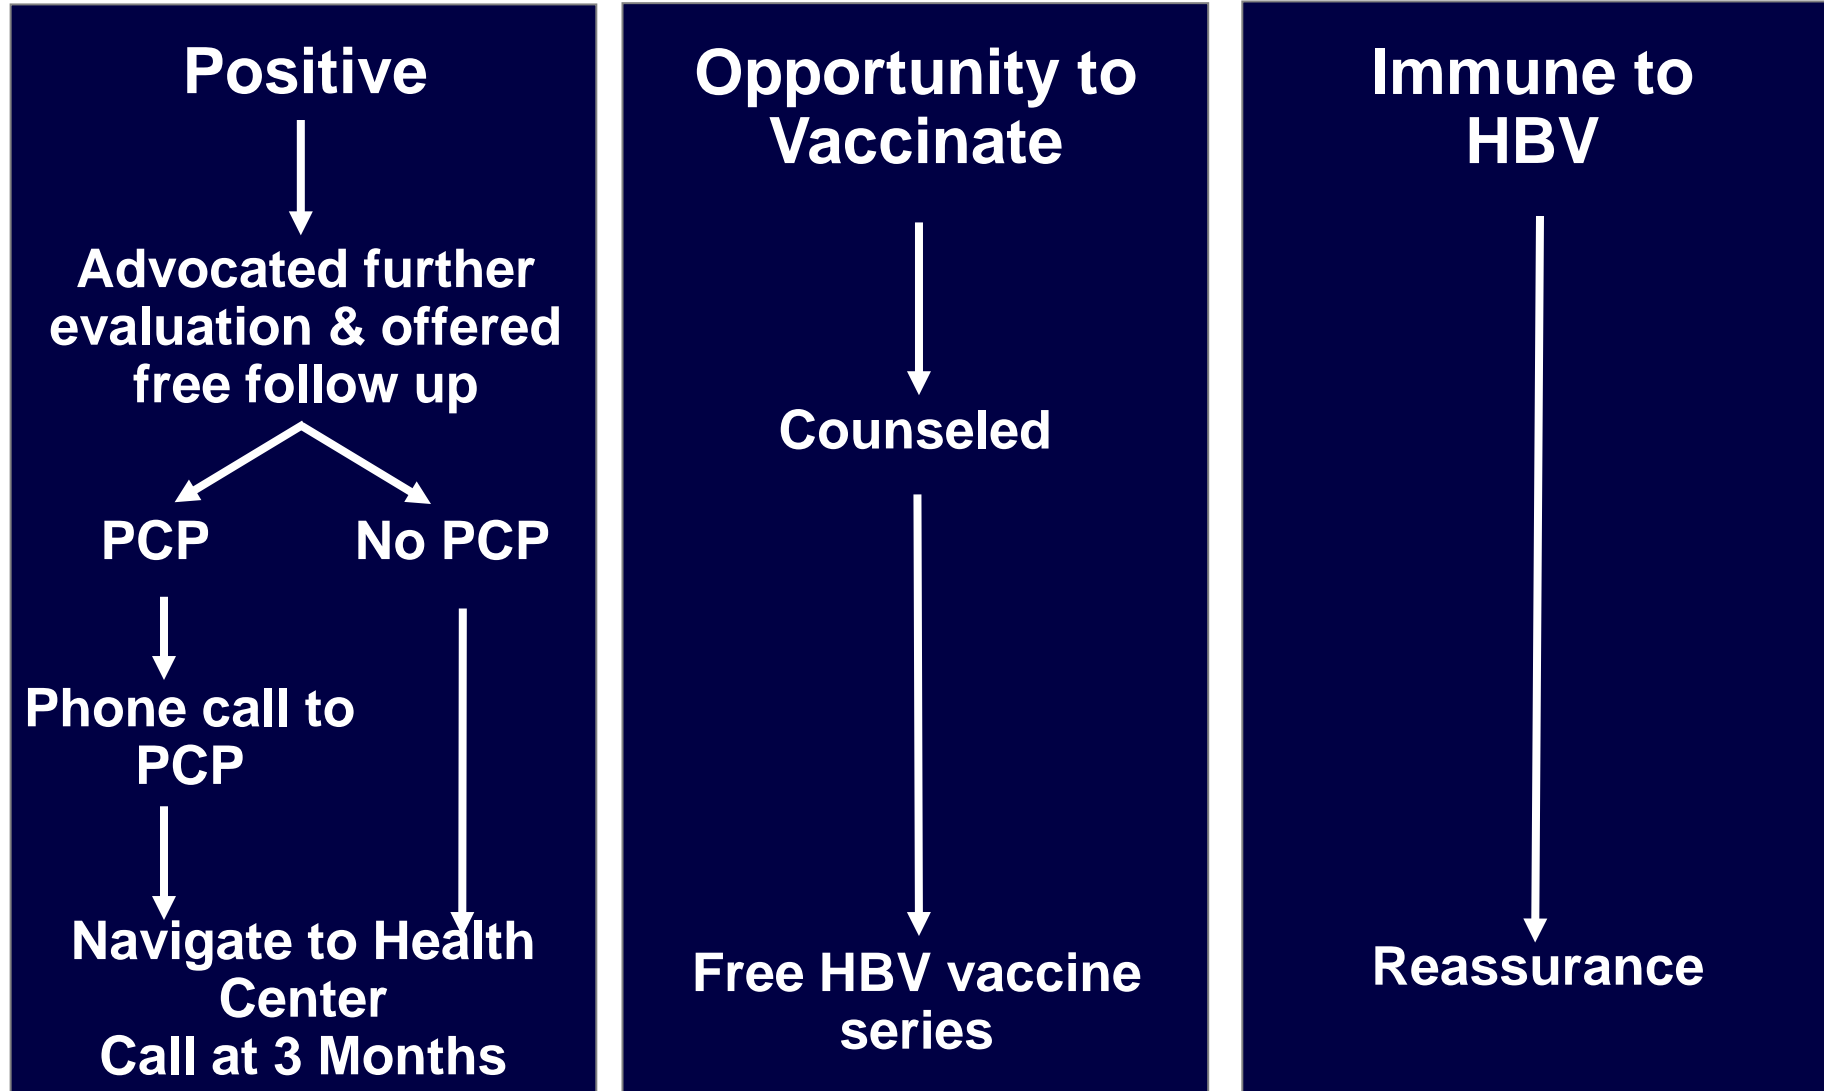 Positive
Advocated further
evaluation & offered
free follow up
PCP
No PCP
Phone call to
PCP
Navigate to Health
Center
Call at 3 Months
Opportunity to
Vaccinate
Counseled
Free HBV vaccine
series
Immune to
HBV
Reassurance